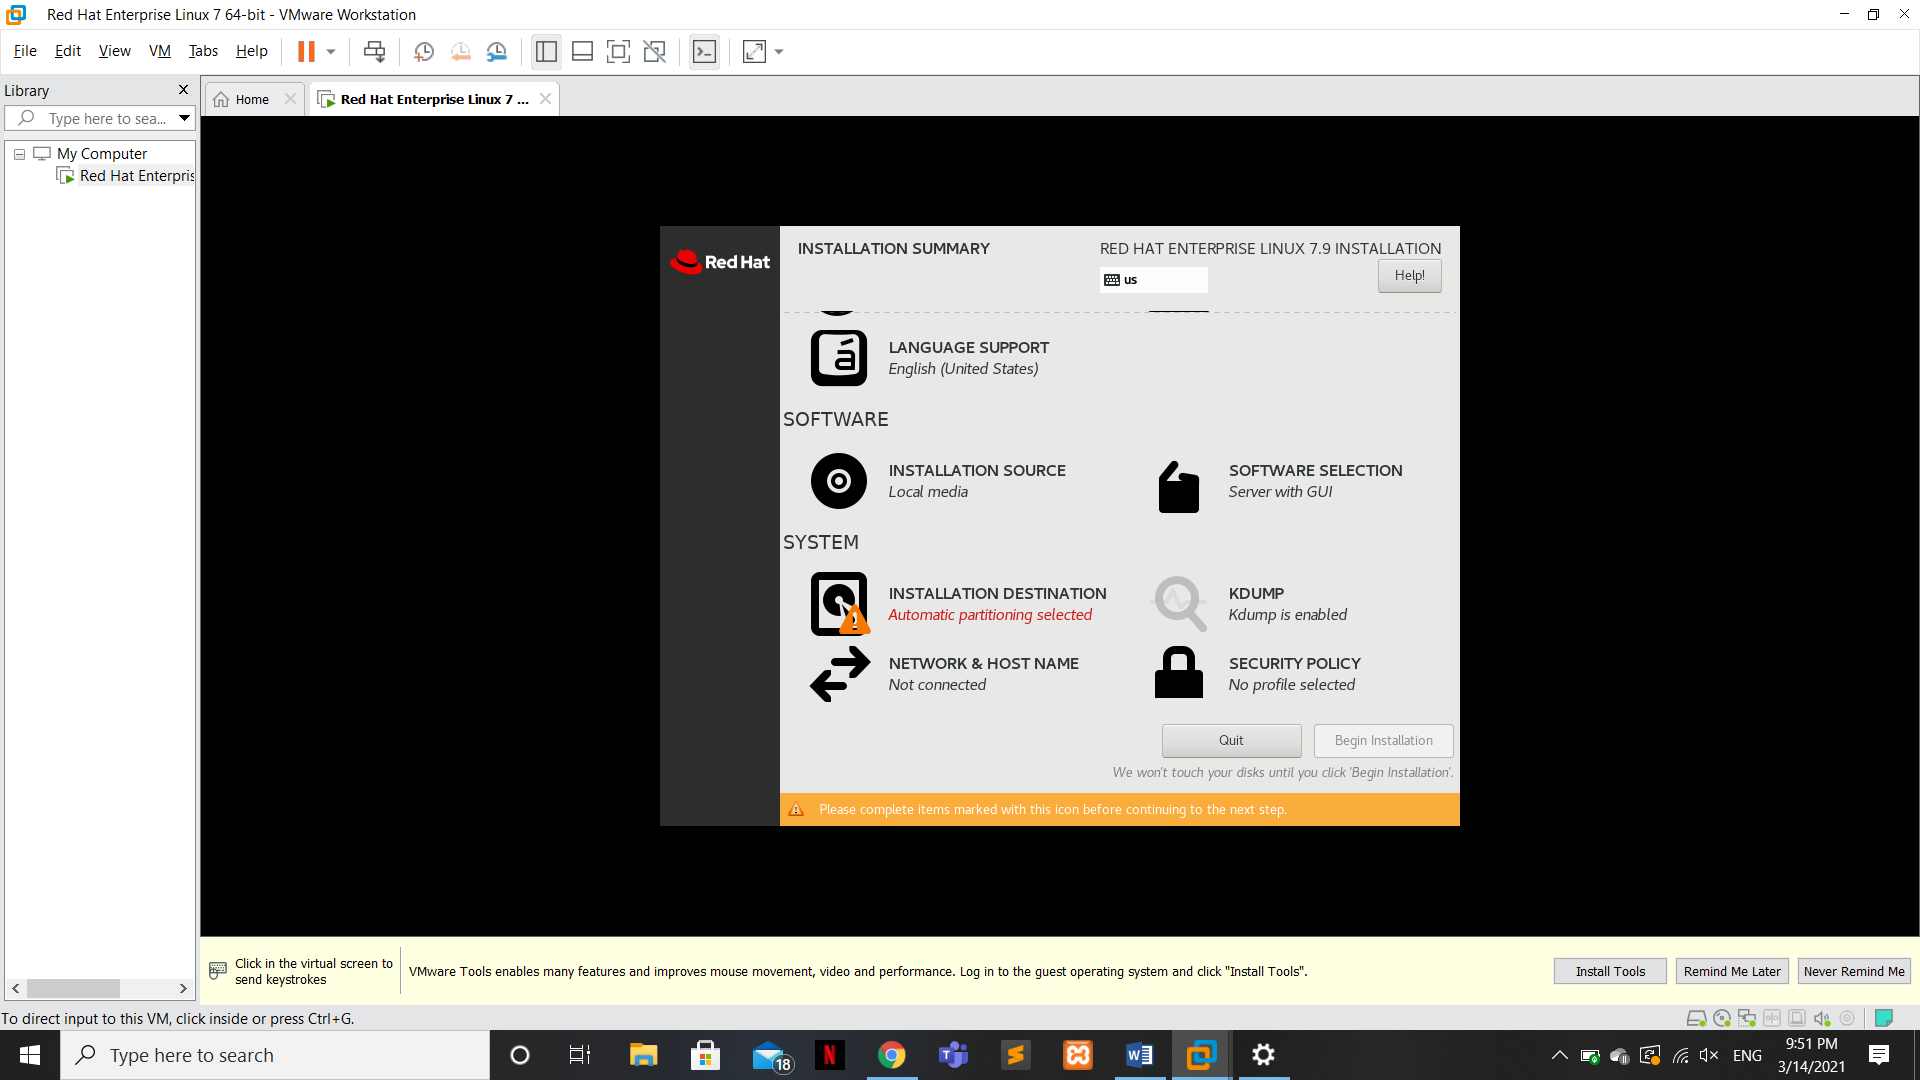 Red Hat Enterprise Linux 7 64-bit - VMware Workstation
File Edit View VM Tabs Help
Library
Type here to sea...
My Computer
Red Hat Enterpris
Home
Red Hat Enterprise Linux 7 ...
Red Hat
INSTALLATION SUMMARY
RED HAT ENTERPRISE LINUX 7.9 INSTALLATION
us
Help!
LANGUAGE SUPPORT
English (United States)
SOFTWARE
INSTALLATION SOURCE
Local media
SOFTWARE SELECTION
Server with GUI
SYSTEM
INSTALLATION DESTINATION
Automatic partitioning selected
KDUMP
Kdump is enabled
NETWORK & HOST NAME
Not connected
SECURITY POLICY
No profile selected
Quit
Begin Installation
We won't touch your disks until you click 'Begin Installation'.
Please complete items marked with this icon before continuing to the next step.
Click in the virtual screen to
send keystrokes
VMware Tools enables many features and improves mouse movement, video and performance. Log in to the guest operating system and click "Install Tools".
Install Tools
Remind Me Later
Never Remind Me
To direct input to this VM, click inside or press Ctrl+G.
Type here to search
18
ENG
9:51 PM
3/14/2021